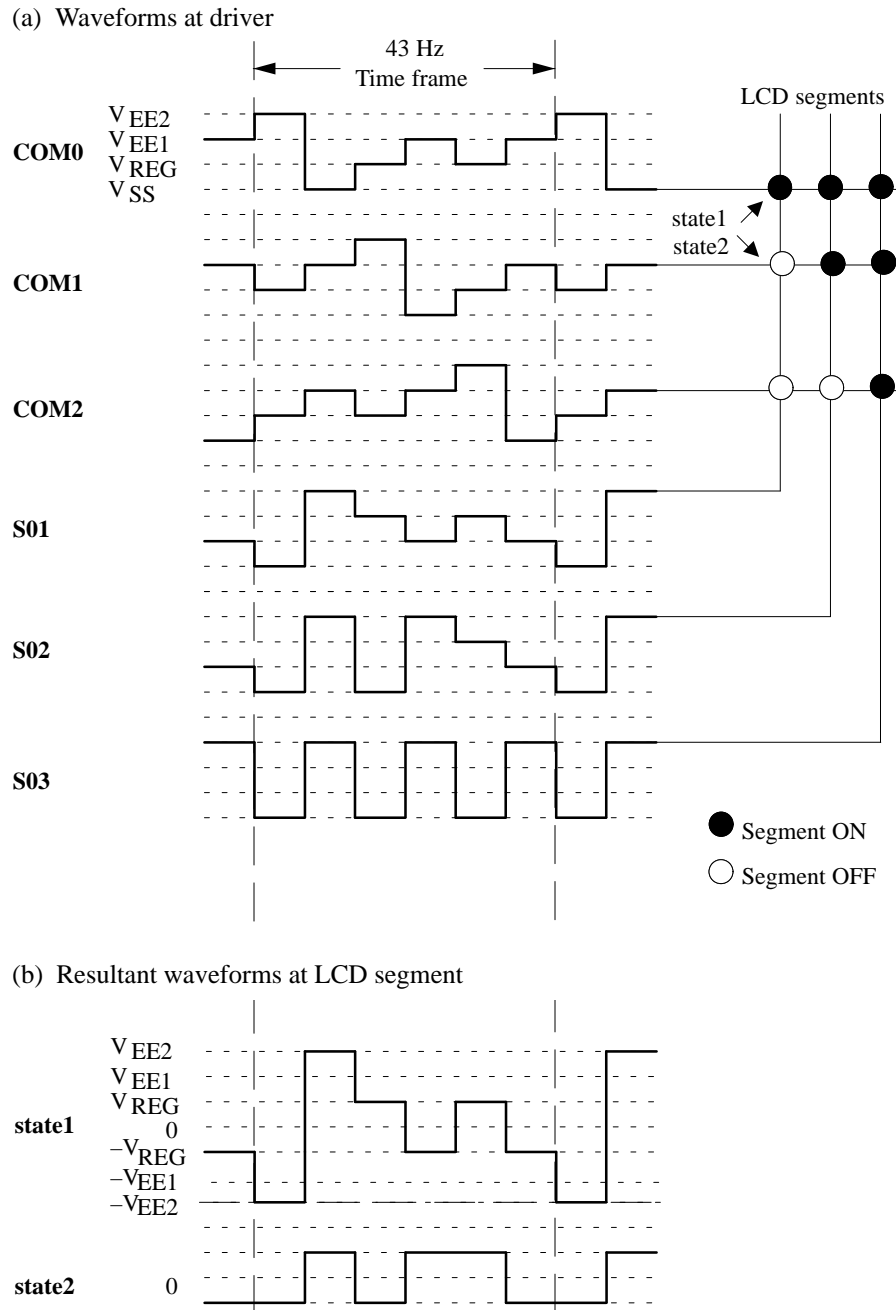 (a) Waveforms at driver
43 Hz
Time frame
LCD segments
COM0
VEE2
VEE1
VREG
VSS
state1
state2
COM1
COM2
S01
S02
S03
Segment ON
Segment OFF
(b) Resultant waveforms at LCD segment
state1
VEE2
VEE1
VREG
0
–VREG
–VEE1
–VEE2
state2 0